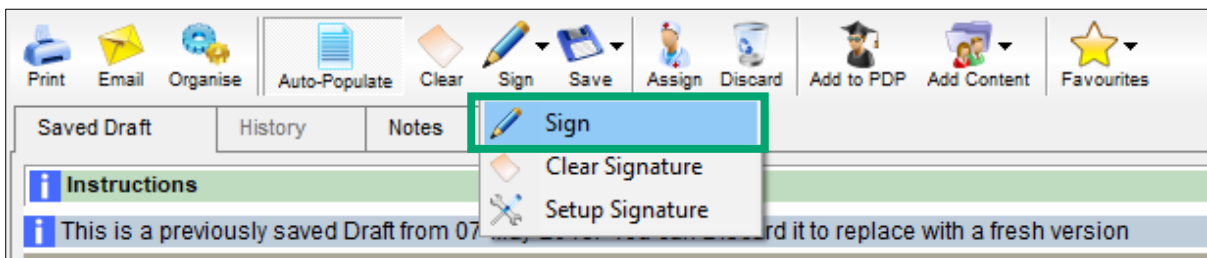 Print Email Organise Auto-Populate Clear Sign Save Assign Discard Add to PDP Add Content Favourites
Saved Draft History Notes
Sign
Clear Signature
Setup Signature
Instructions
This is a previously saved Draft from 07 it to replace with a fresh version